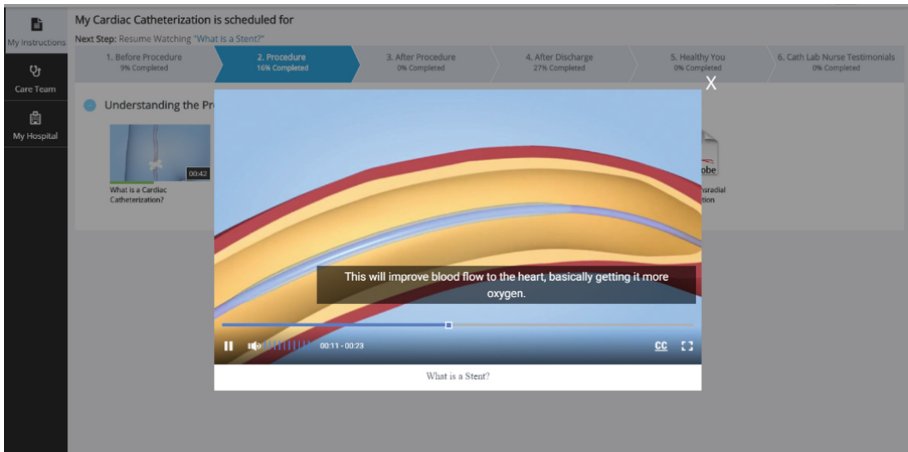 My Cardiac Catheterization is scheduled for
My Instructions
Next Step: Resume Watching "What is a Stent?"
1. Before Procedure
9% Completed
2. Procedure
16% Completed
3. After Procedure
0% Completed
4. After Discharge
27% Completed
5. Healthy You
0% Completed
6. Cath Lab Nurse Testimonials
0% Completed
Care Team
My Hospital
X
Understanding the Pr
00:42
What is a Cardiac
Catheterization?
obe
nsradial
tion
This will improve blood flow to the heart, basically getting it more
oxygen.
00:11 - 00:23
CC
What is a Stent?